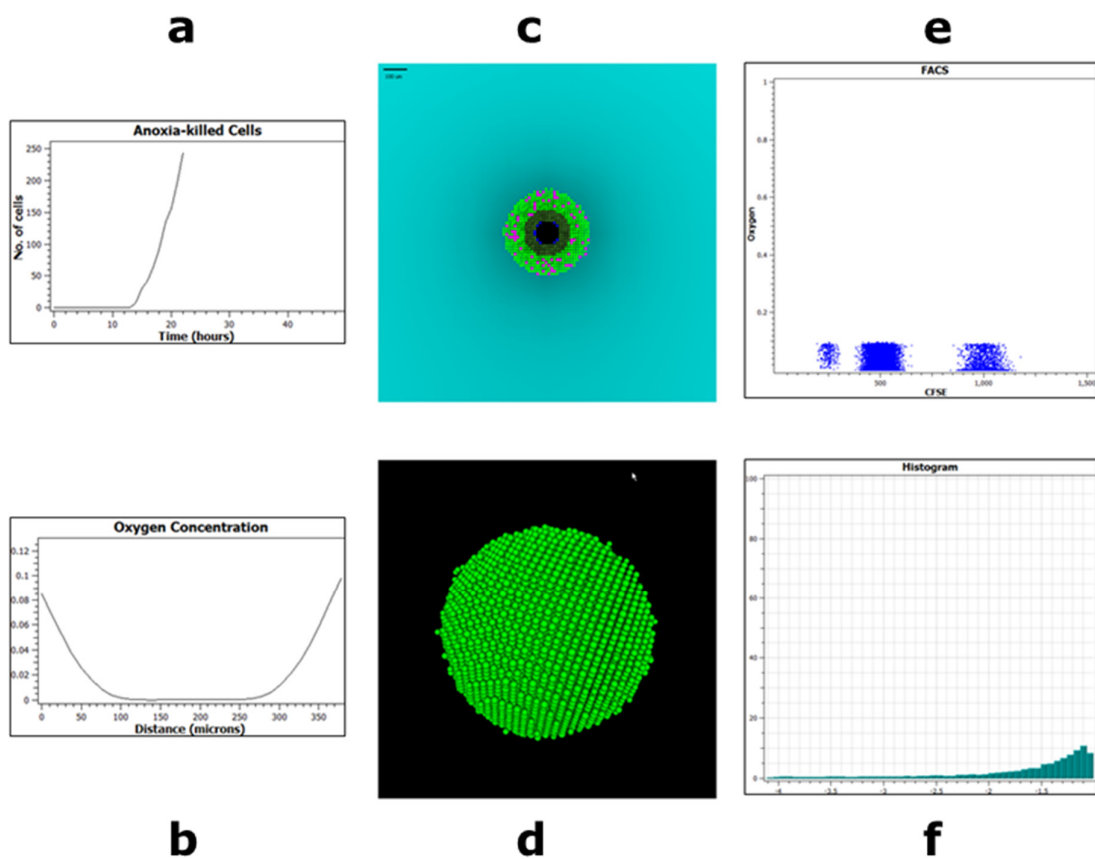 a
c
e
Anoxia-killed Cells
No. of cells
250
200
150
100
50
0
0 10 20 30 40
Time (hours)
100 um
FACS
Oxygen
1
0.8
0.6
0.4
0.2
500 1,000 1,500
CFSE
Oxygen Concentration
0.12
0.1
0.08
0.06
0.04
0.02
0
0 50 100 150 200 250 300 350
Distance (microns)
Histogram
100
80
60
40
20
0
-4 -3.5 -3 -2.5 -2 -1.5
b
d
f